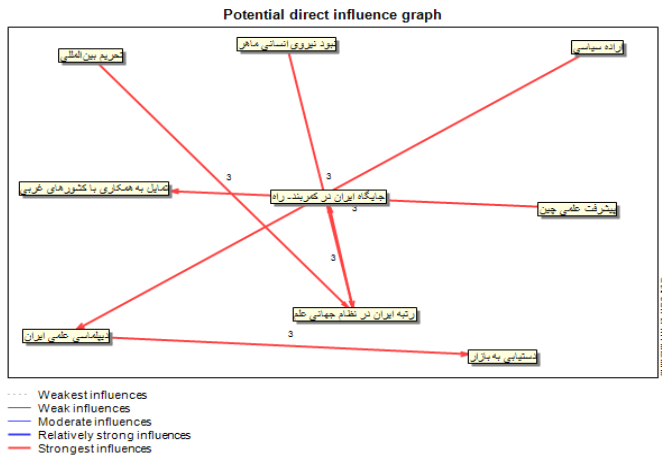 Potential direct influence graph
تحریم بین‌المللی
نبود نیروی انسانی ماهر
اراده سیاسی
3
3
تمایل به همکاری با کشورهای غربی
جایگاه ایران در کمربند- راه
پیشرفت علمی چین
3
3
رتبه ایران در نظام جهانی علم
دیپلماسی علمی ایران
3
دستیابی به بازار
Weakest influences
Weak influences
Moderate influences
Relatively strong influences
Strongest influences